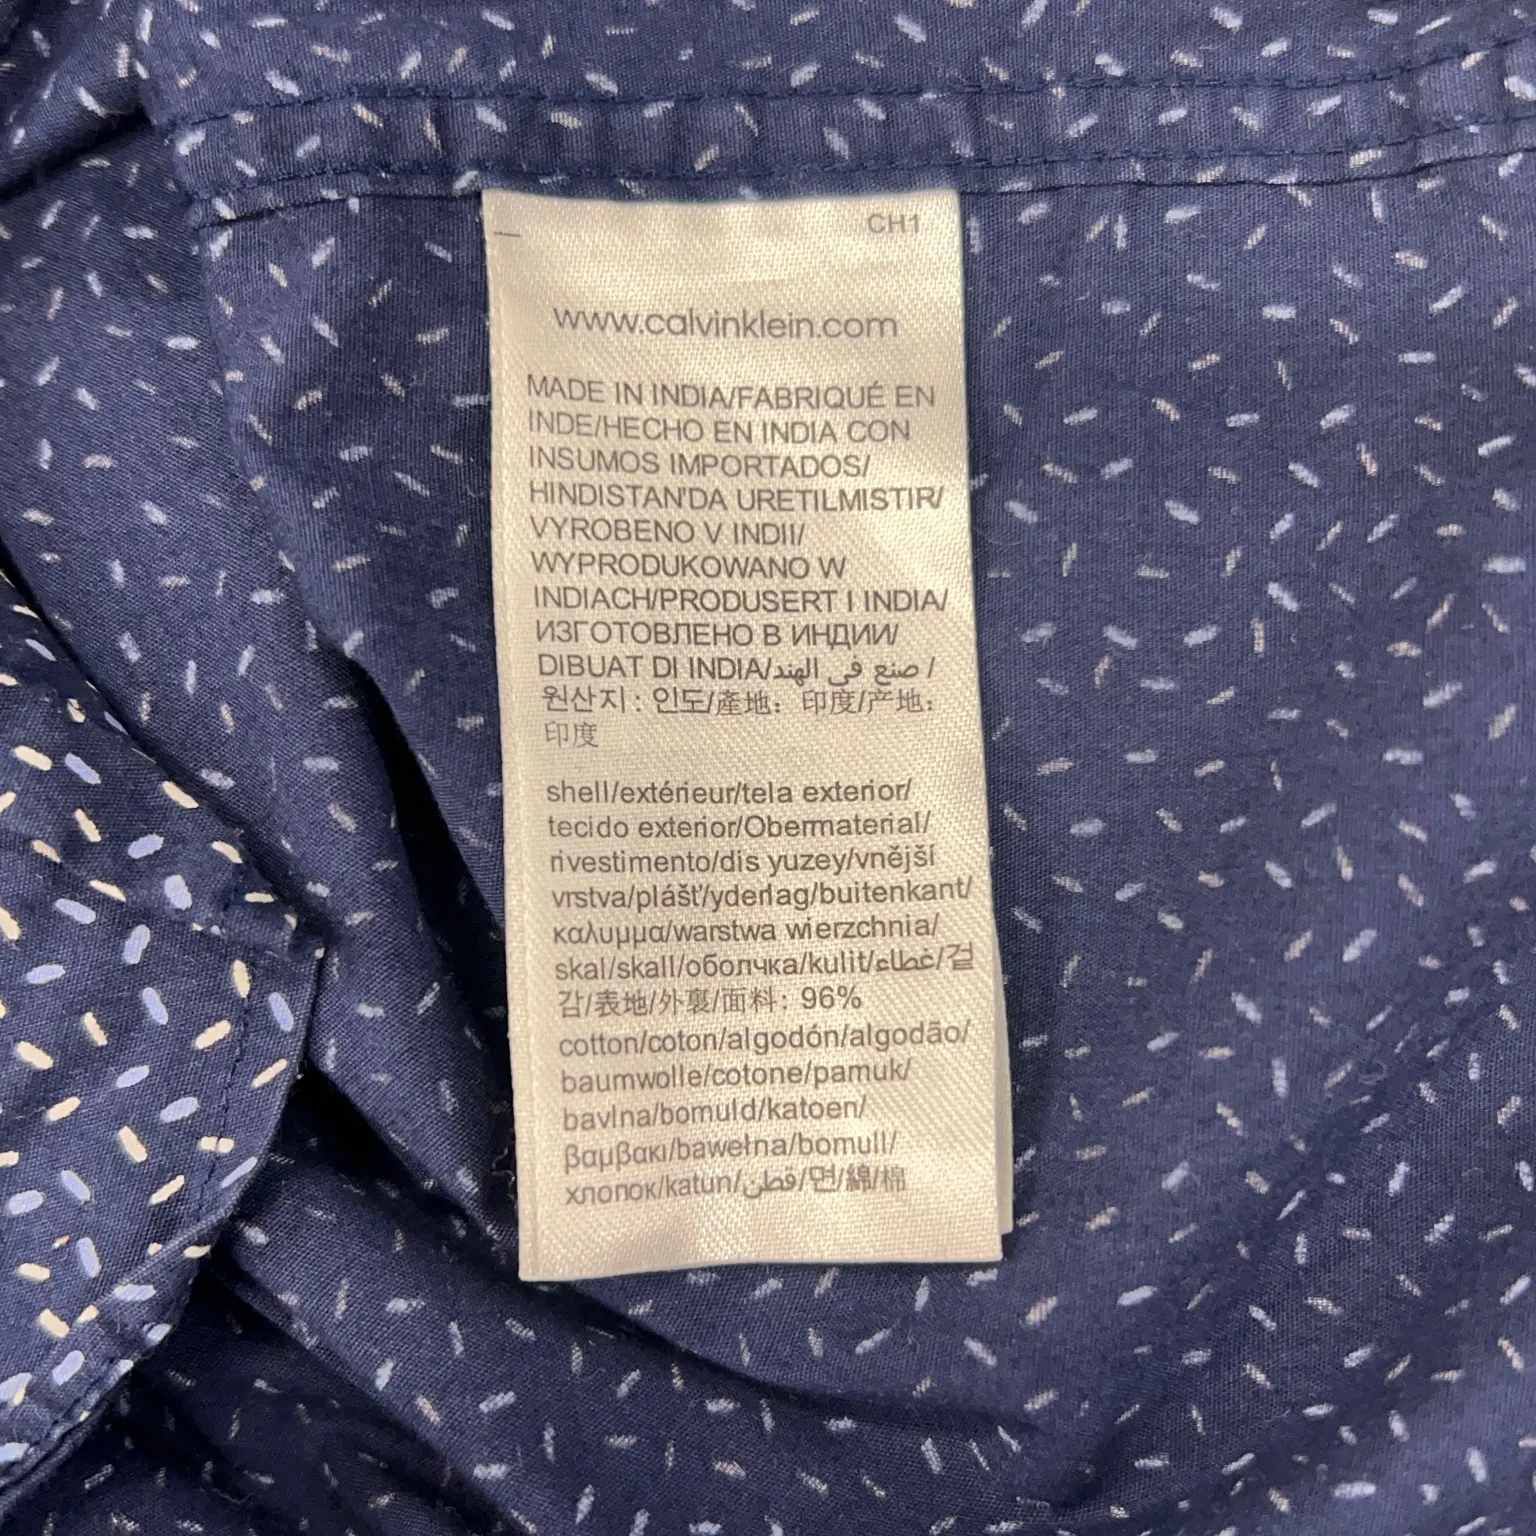 CH1
www.calvinklein.com
MADE IN INDIA/FABRIQUÉ EN
INDE/HECHO EN INDIA CON
INSUMOS IMPORTADOS/
HINDISTAN'DA URETILMISTIR/
VYROBENO V INDII/
WYPRODUKOWANO W
INDIACH/PRODUSERT I INDIA/
ИЗГОТОВЛЕНО В ИНДИИ/
DIBUAT DI INDIA/صنع في الهند /
원산지 : 인도/產地：印度/产地：
印度
shell/extérieur/tela exterior/
tecido exterior/Obermaterial/
rivestimento/dis yuzey/vnější
vrstva/plášť/yderlag/buitenkant/
καλυμμα/warstwa wierzchnia/
skal/skall/оболчка/kulit/غطاء/겉
감/表地/外裏/面料: 96%
cotton/coton/algodón/algodão/
baumwolle/cotone/pamuk/
bavlna/bomuld/katoen/
βαμβακι/bawełna/bomull/
хлопок/katun/قطن/면/綿/棉